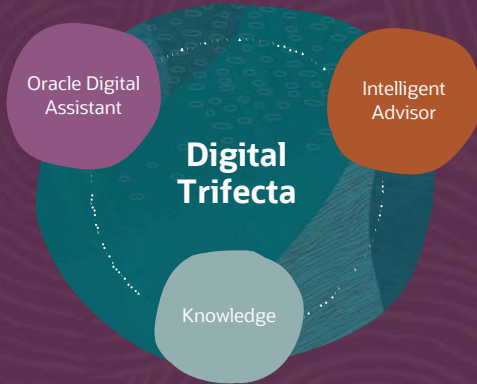 Oracle Digital
Assistant
Intelligent
Advisor
Digital
Trifecta
Knowledge